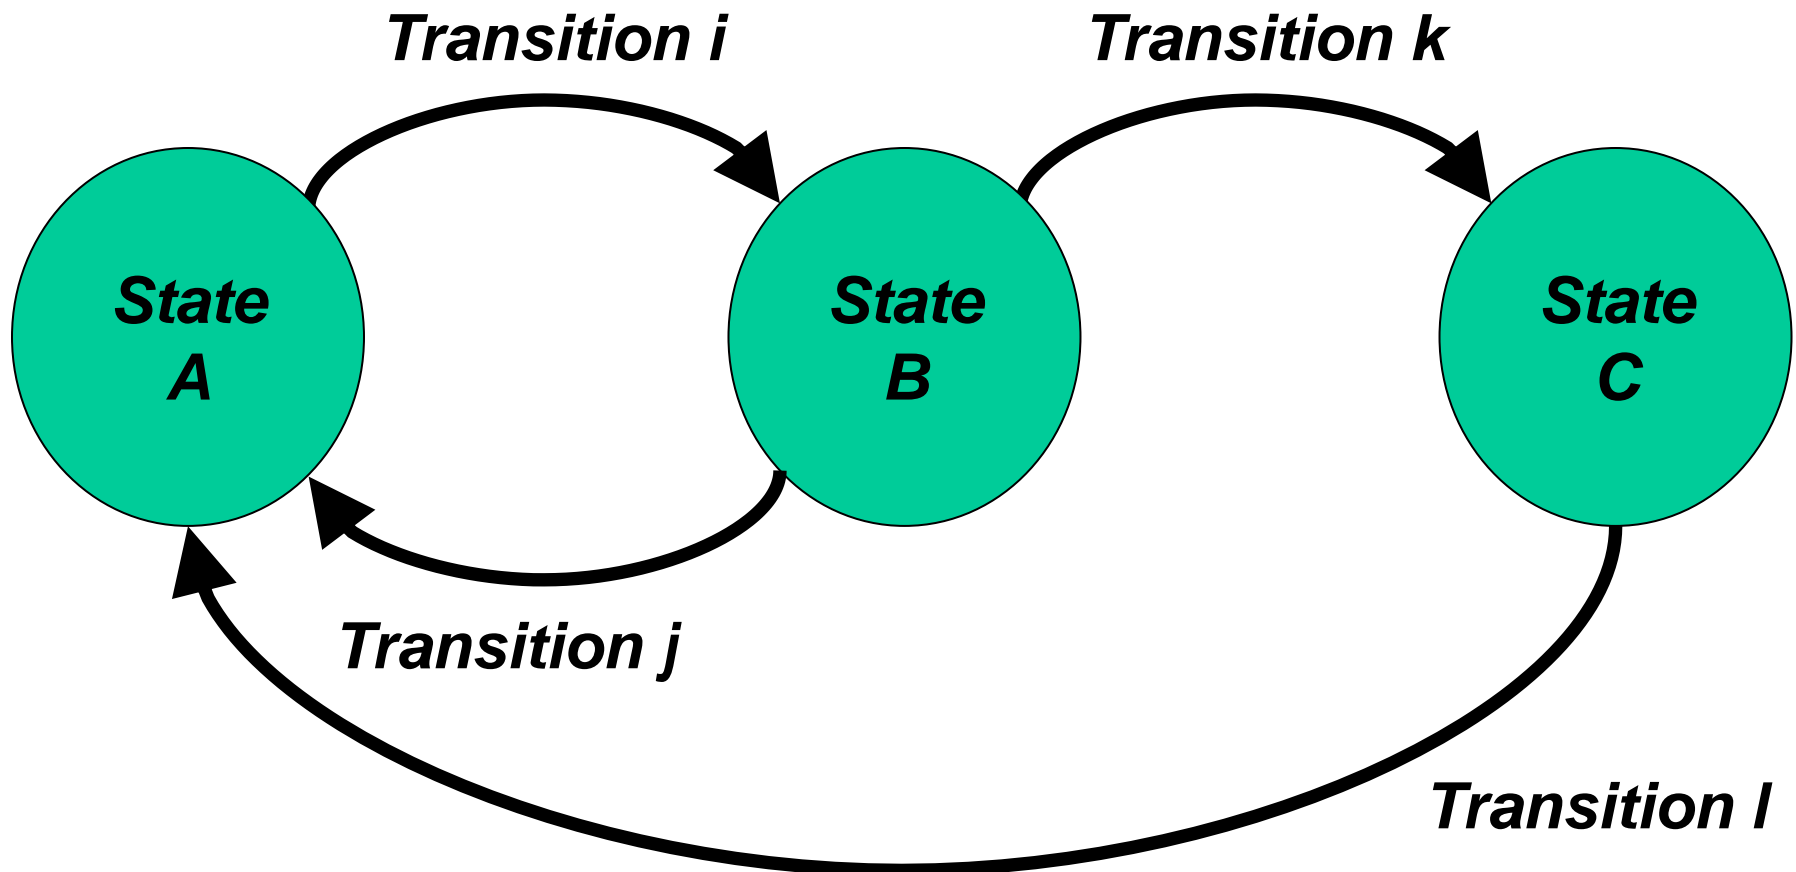 Transition i
Transition k
State
A
State
B
State
C
Transition j
Transition l